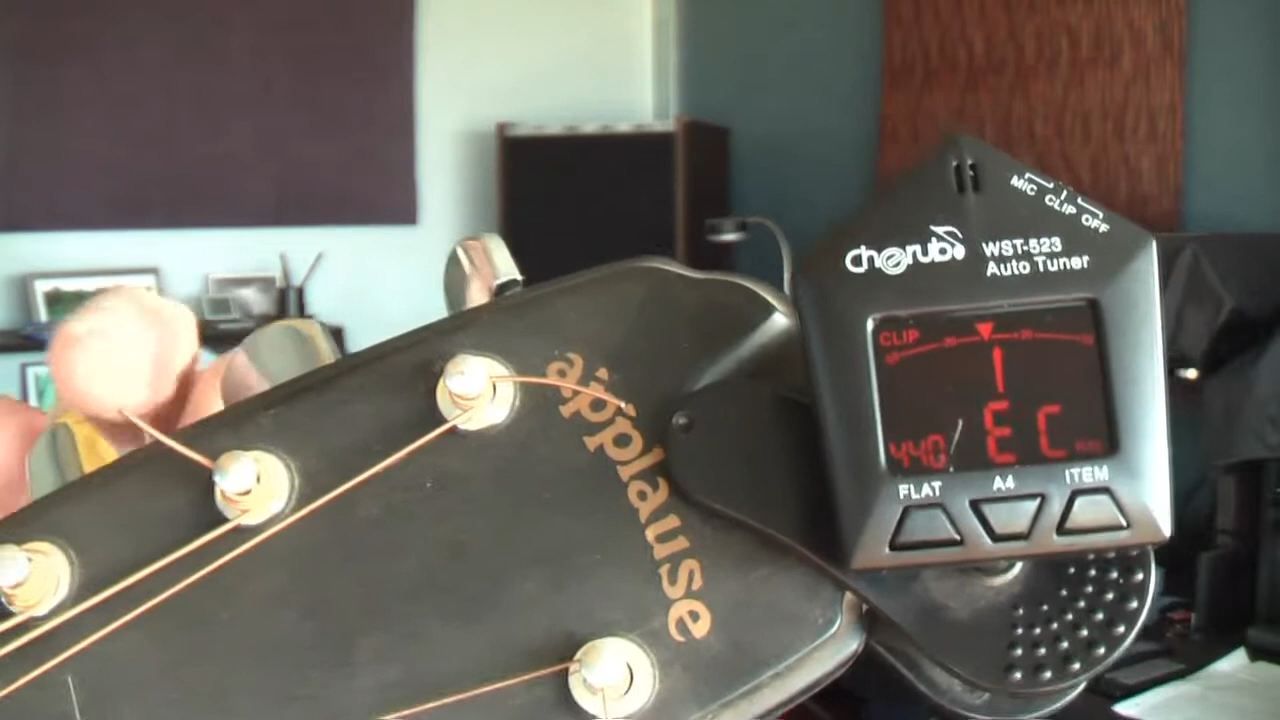 MIC CLIP OFF
cherub
WST-523
Auto Tuner
CLIP
440 E C
FLAT A4 ITEM
applause